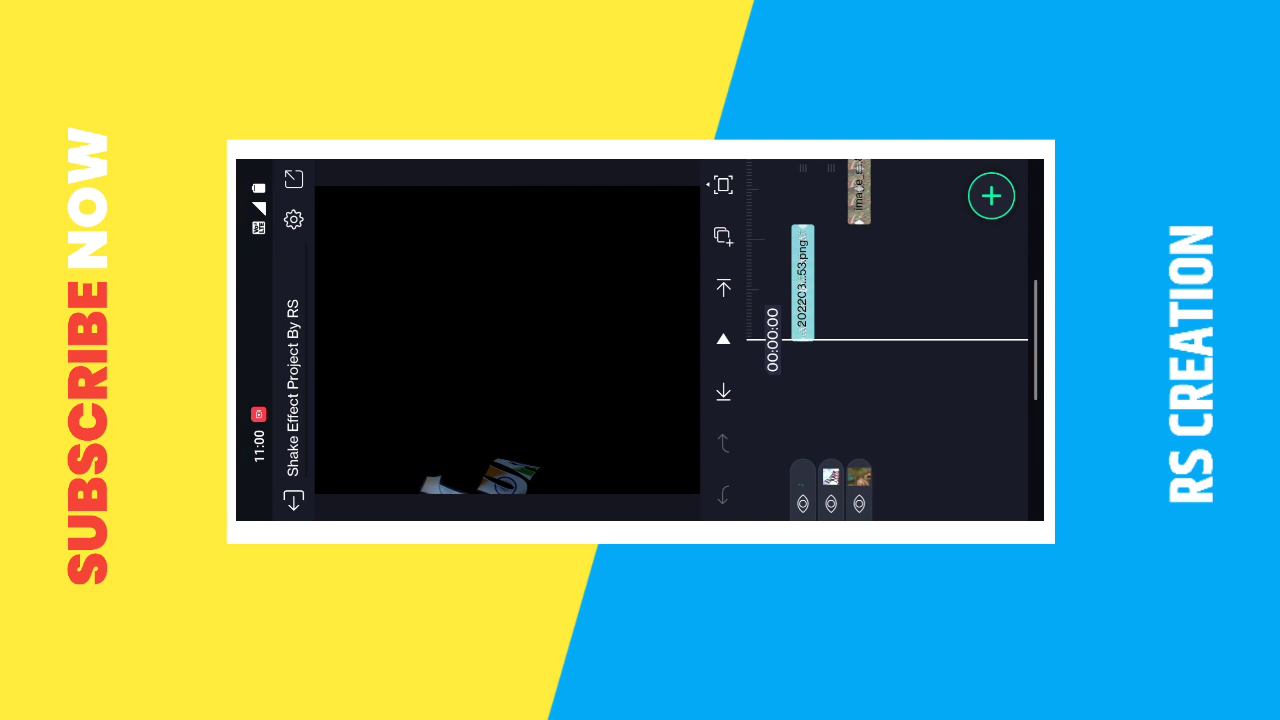 SUBSCRIBE NOW
11:00
Shake Effect Project By RS
00:00:00
202203...53.png
RS CREATION